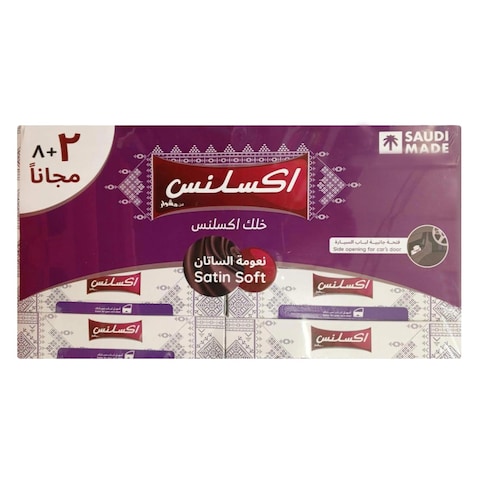 ٨+٢
مجاناً
SAUDI
MADE
اكسلنس
خلك اكسلنس
نعومة الساتان
Satin Soft
فتحة جانبية لباب السيارة
Side opening for car's door
اكسلنس
اكسلنس
اكسلنس
اكسلنس